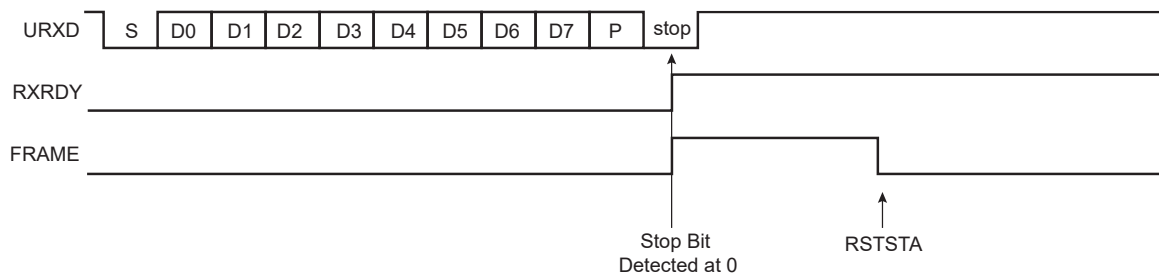 URXD S D0 D1 D2 D3 D4 D5 D6 D7 P stop
RXRDY
FRAME
Stop Bit
Detected at 0
RSTSTA